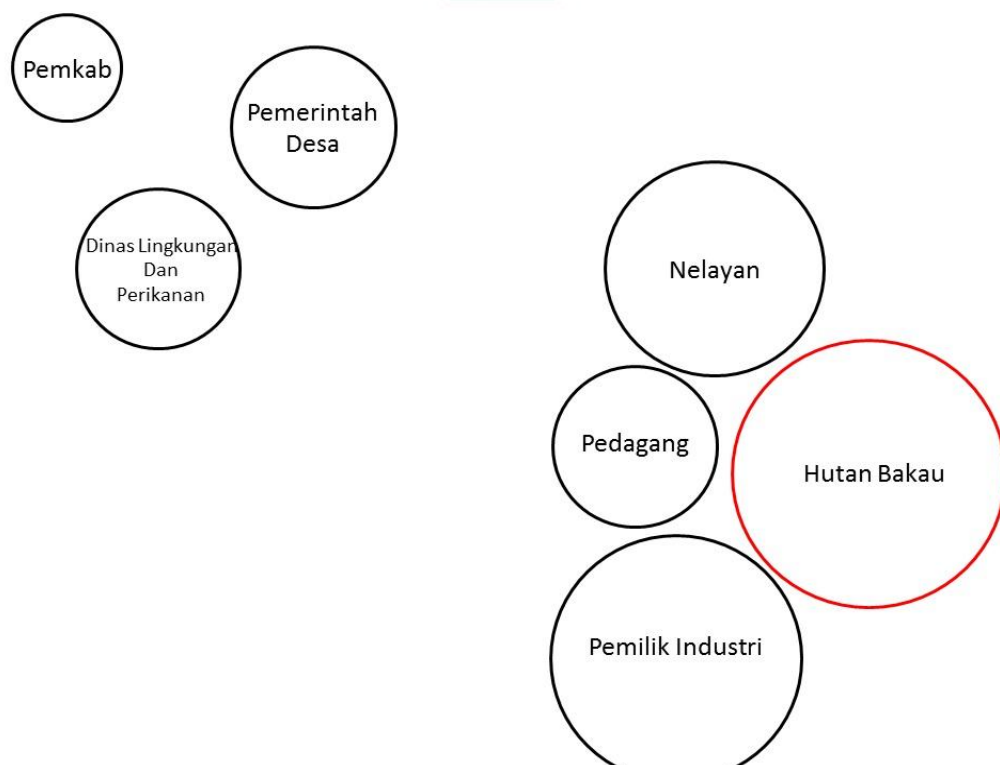 Pemkab
Pemerintah
Desa
Dinas Lingkungan
Dan
Perikanan
Nelayan
Pedagang
Hutan Bakau
Pemilik Industri